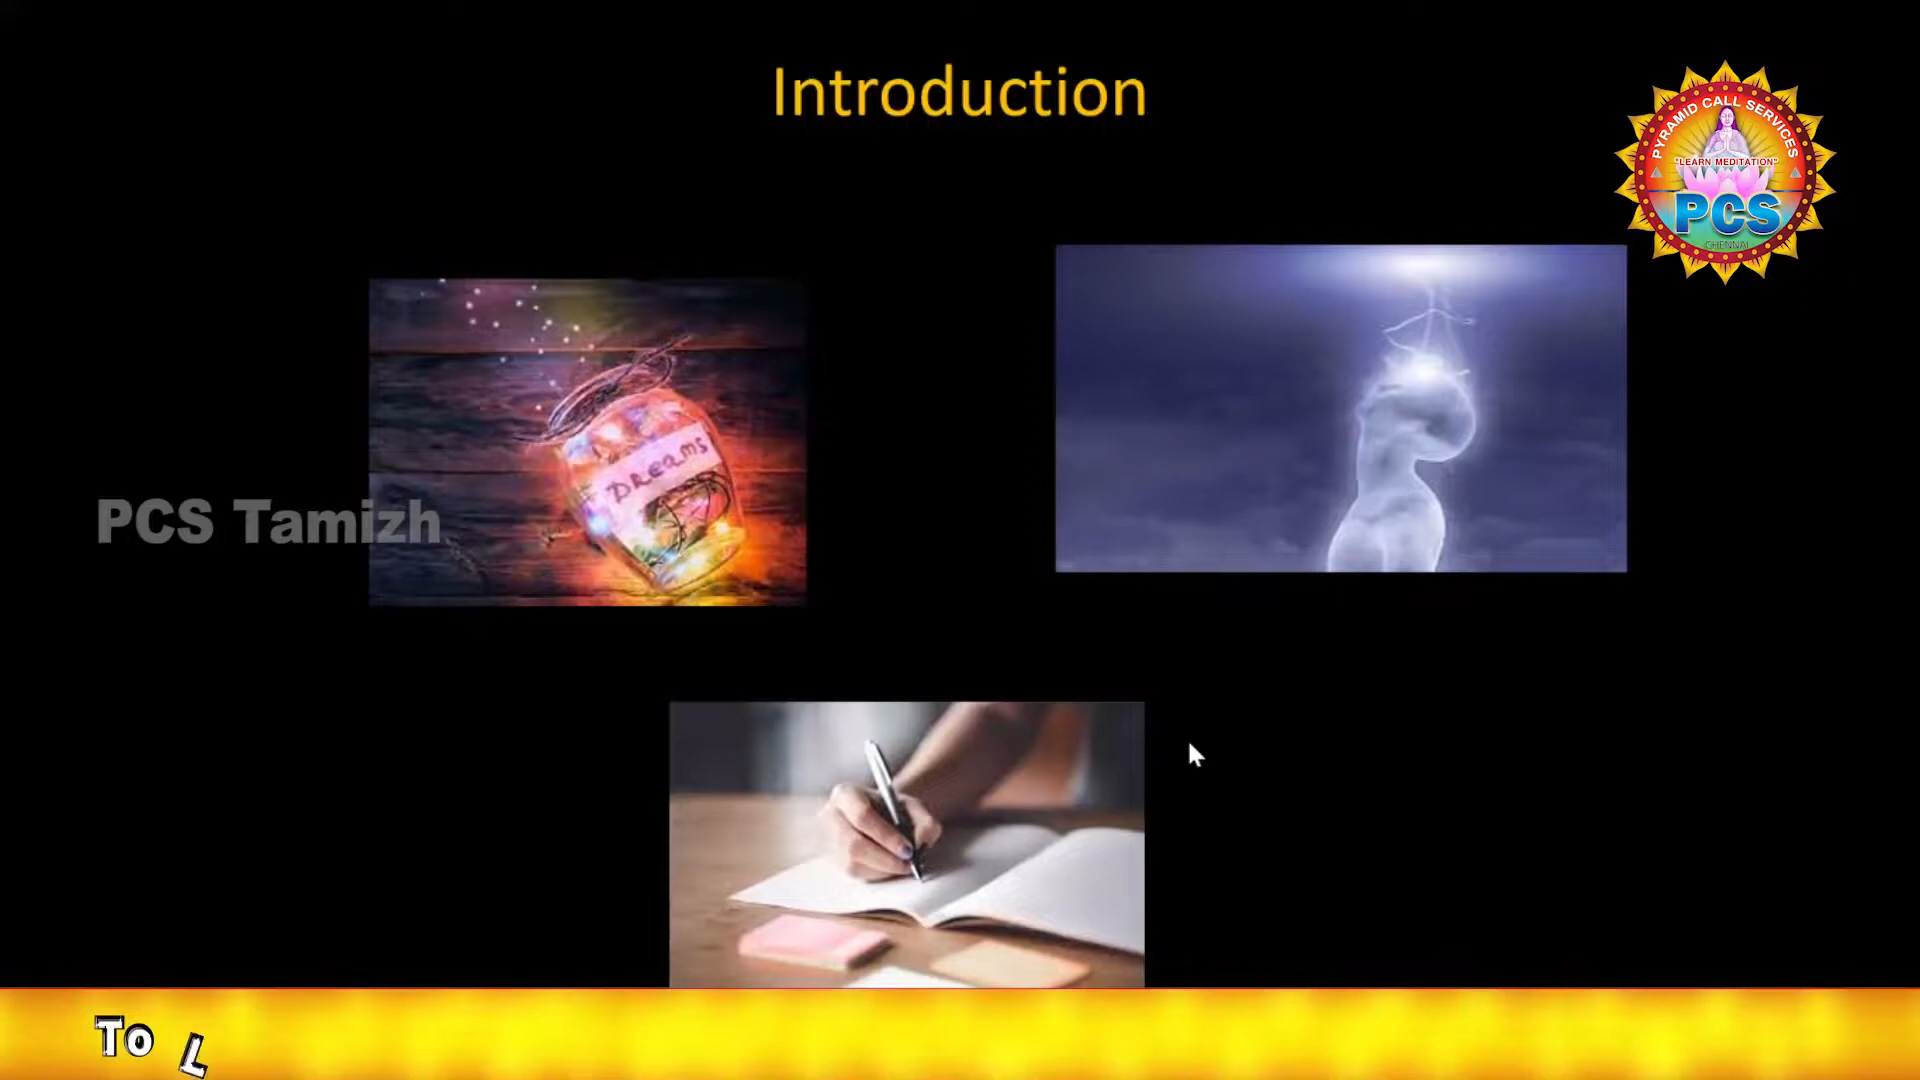 Introduction
PYRAMID CALL SERVICES
"LEARN MEDITATION"
PCS
CHENNAI
DREAMS
PCS Tamizh
To L